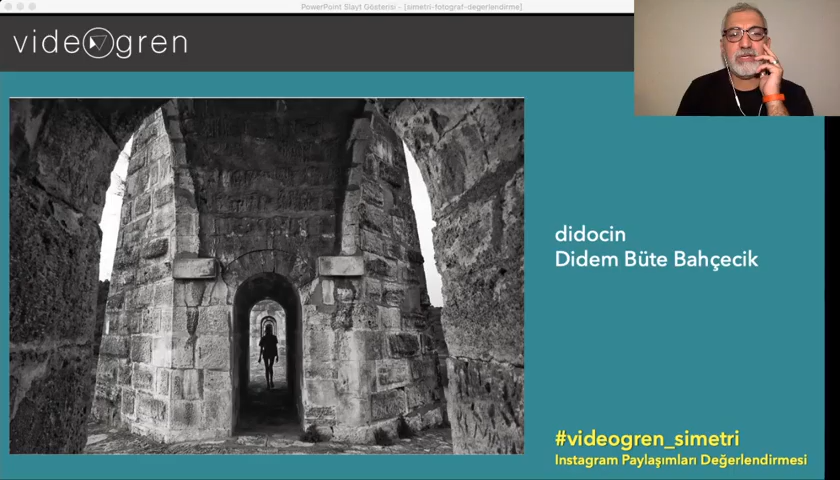 PowerPoint Slayt Gösterisi - [simetri-fotograf-degerlendirme]
videogren
didocin
Didem Büte Bahçecik
#videogren_simetri
Instagram Paylaşımları Değerlendirmesi